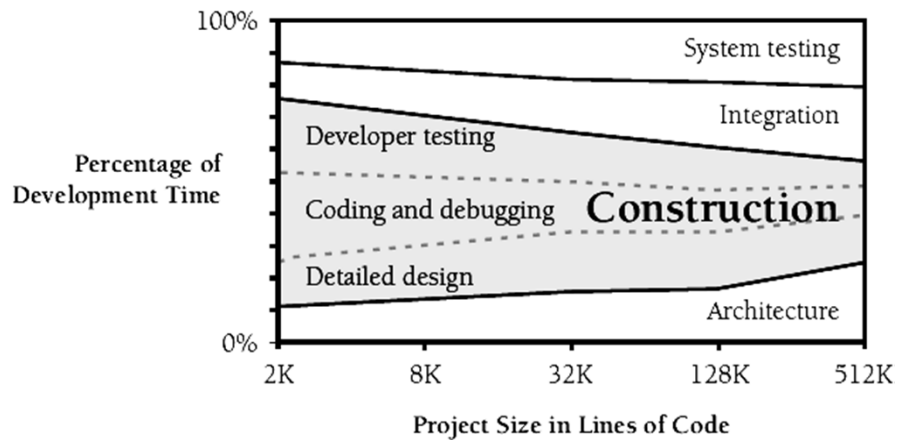 100%
System testing
Integration
Developer testing
Percentage of
Development Time
Coding and debugging
Construction
Detailed design
Architecture
0%
2K 8K 32K 128K 512K
Project Size in Lines of Code